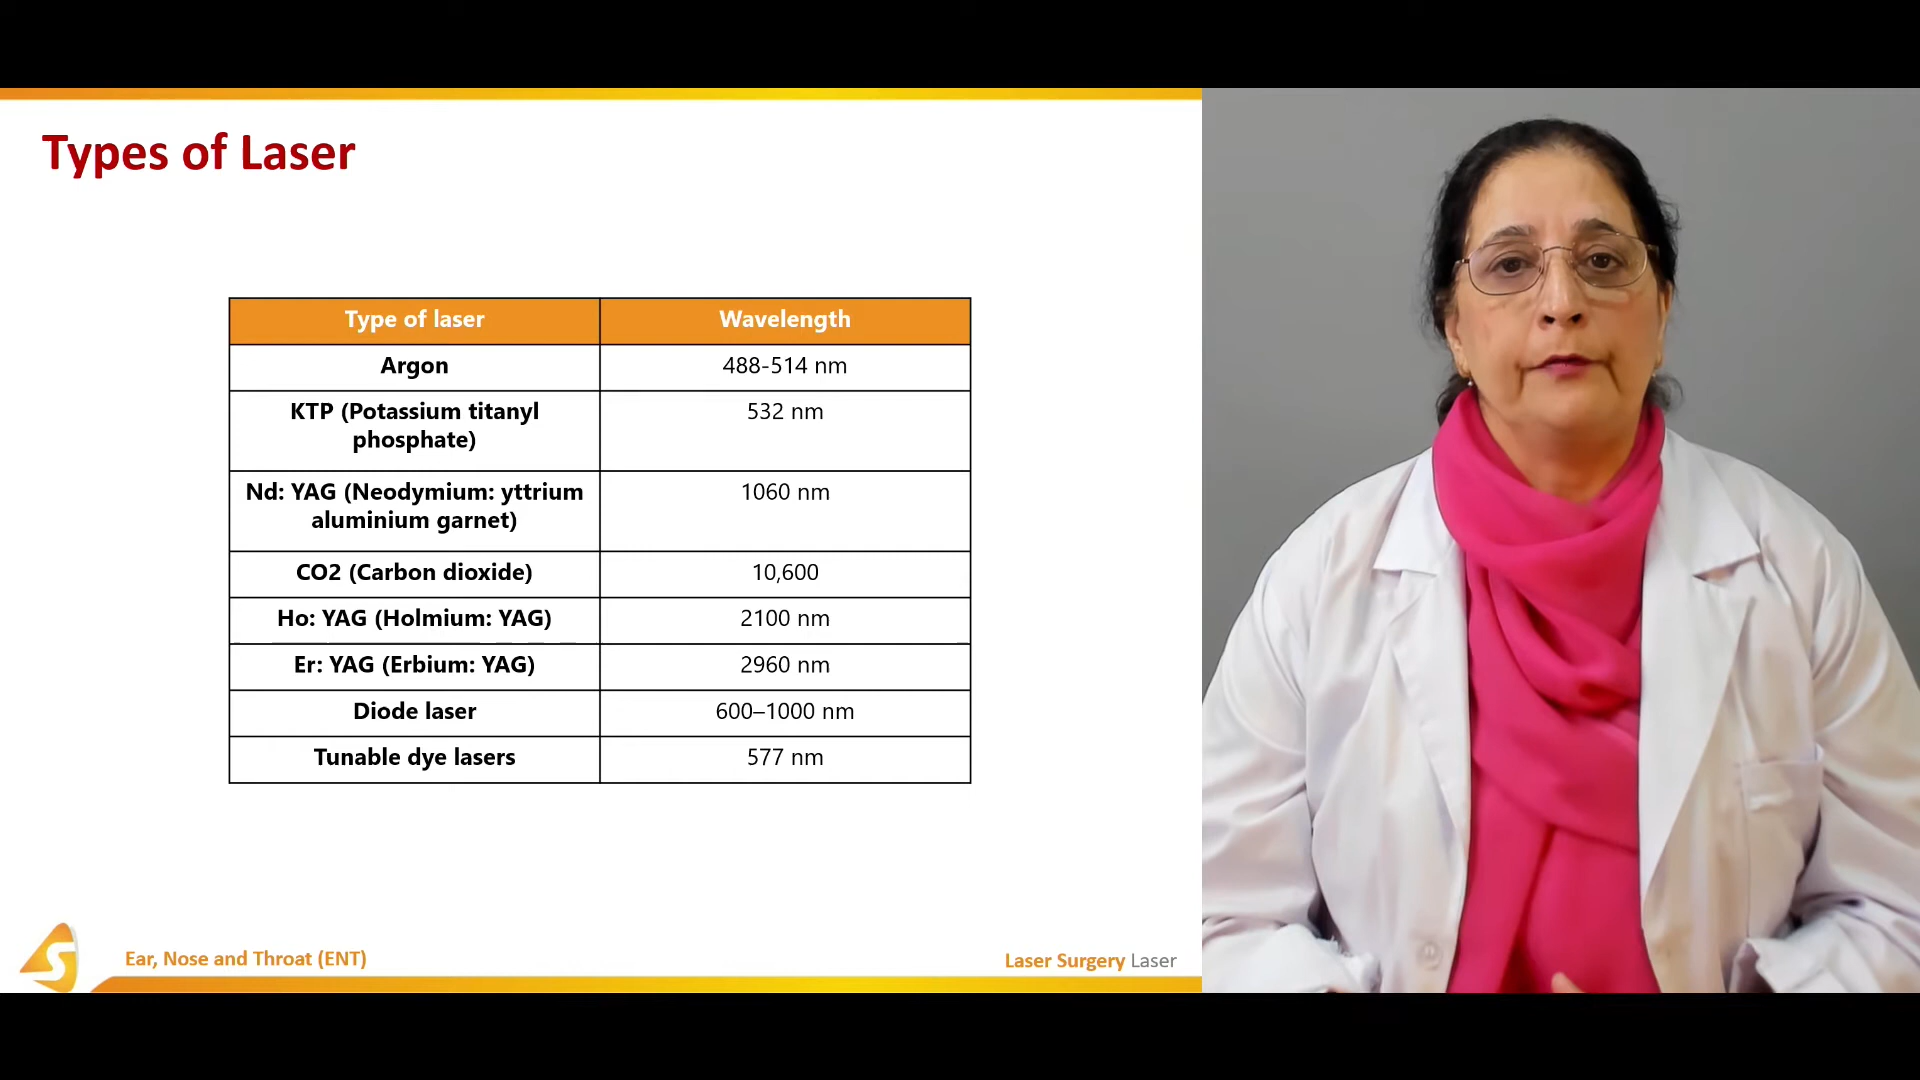 Types of Laser
Type of laser Wavelength
Argon 488-514 nm
KTP (Potassium titanyl 532 nm
phosphate)
Nd: YAG (Neodymium: yttrium 1060 nm
aluminium garnet)
CO2 (Carbon dioxide) 10,600
Ho: YAG (Holmium: YAG) 2100 nm
Er: YAG (Erbium: YAG) 2960 nm
Diode laser 600–1000 nm
Tunable dye lasers 577 nm
S
Ear, Nose and Throat (ENT)
Laser Surgery Laser